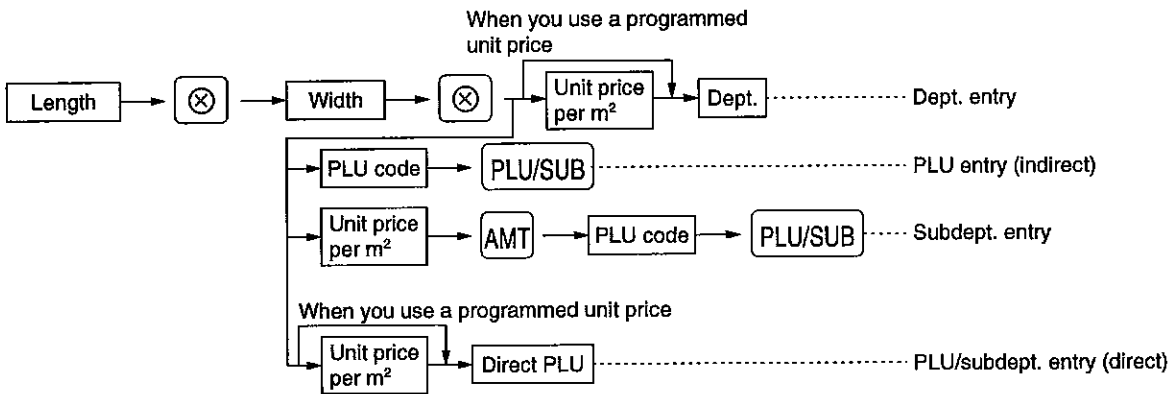 When you use a programmed
unit price
Length
⊗
Width
⊗
Unit price
per m²
Dept.
Dept. entry
PLU code
PLU/SUB
PLU entry (indirect)
Unit price
per m²
AMT
PLU code
PLU/SUB
Subdept. entry
When you use a programmed unit price
Unit price
per m²
Direct PLU
PLU/subdept. entry (direct)